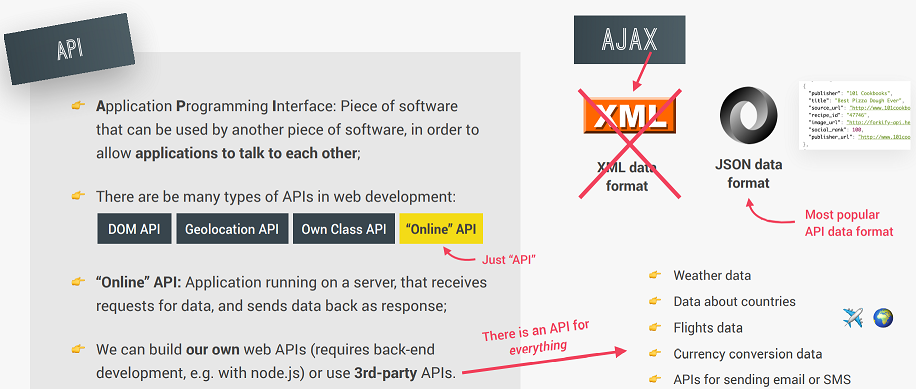 API
Application Programming Interface: Piece of software
that can be used by another piece of software, in order to
allow applications to talk to each other;
There are be many types of APIs in web development:
DOM API
Geolocation API
Own Class API
“Online” API
Just “API”
“Online” API: Application running on a server, that receives
requests for data, and sends data back as response;
We can build our own web APIs (requires back-end
development, e.g. with node.js) or use 3rd-party APIs.
There is an API for
everything
AJAX
XML
XML data
format
JSON data
format
{
"publisher": "101 Cookbooks",
"title": "Best Pizza Dough Ever",
"source_url": "http://www.101cook
"recipe_id": "47746",
"image_url": "http://forkify-api.he
"social_rank": 100,
"publisher_url": "http://www.101coo
},
Most popular
API data format
Weather data
Data about countries
Flights data
Currency conversion data
APIs for sending email or SMS